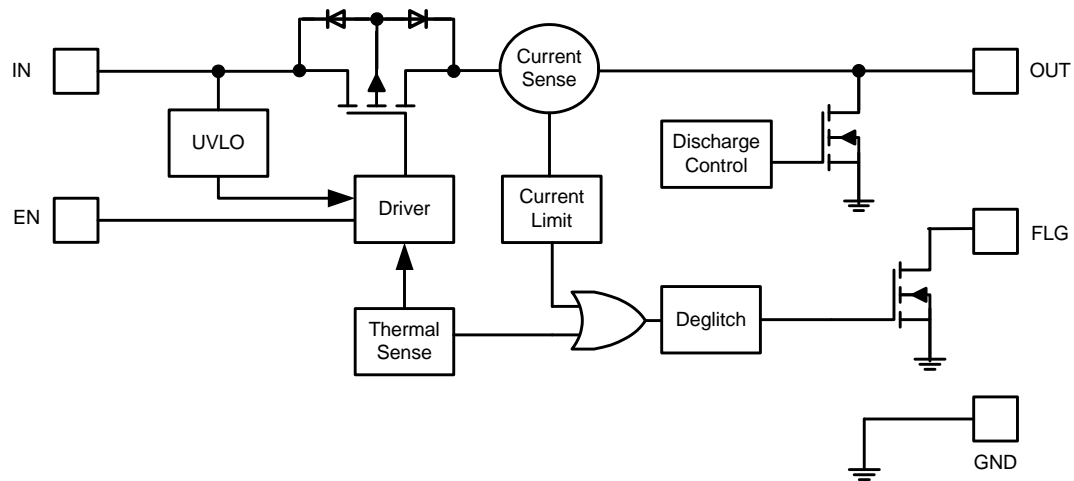 IN
Current
Sense
OUT
UVLO
Discharge
Control
EN
Driver
Current
Limit
FLG
Thermal
Sense
Deglitch
GND